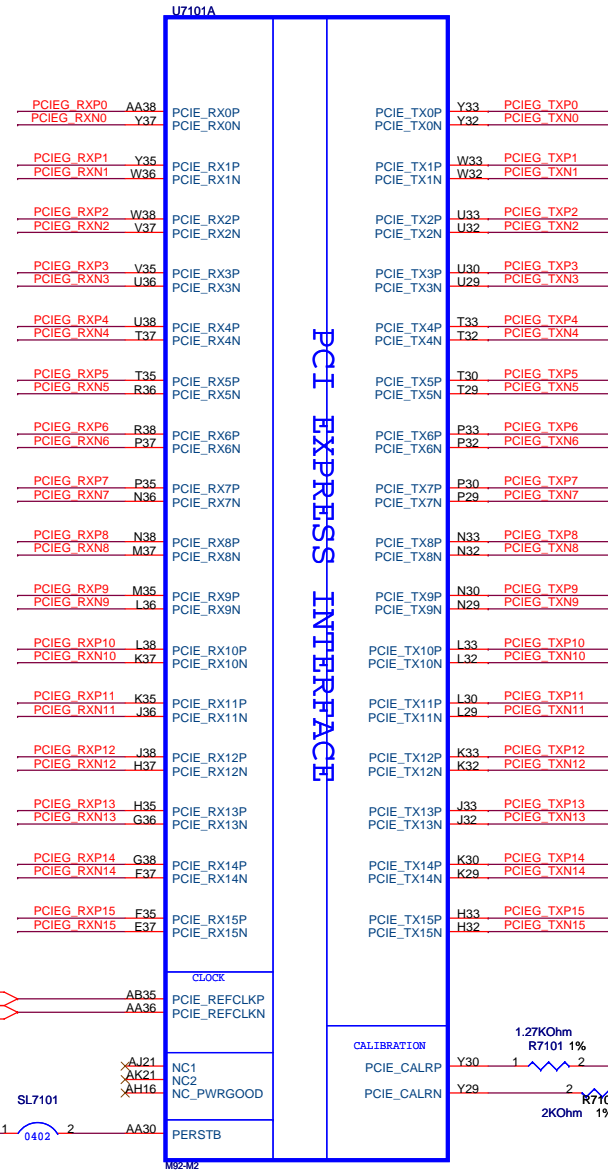 U7101A
PCIEG_RXP0 AA38 PCIE_RX0P PCIE_TX0P Y33 PCIEG_TXP0
PCIEG_RXN0 Y37 PCIE_RX0N PCIE_TX0N Y32 PCIEG_TXN0
PCIEG_RXP1 Y35 PCIE_RX1P PCIE_TX1P W33 PCIEG_TXP1
PCIEG_RXN1 W36 PCIE_RX1N PCIE_TX1N W32 PCIEG_TXN1
PCIEG_RXP2 W38 PCIE_RX2P PCIE_TX2P U33 PCIEG_TXP2
PCIEG_RXN2 V37 PCIE_RX2N PCIE_TX2N U32 PCIEG_TXN2
PCIEG_RXP3 V35 PCIE_RX3P PCIE_TX3P U30 PCIEG_TXP3
PCIEG_RXN3 U36 PCIE_RX3N PCIE_TX3N U29 PCIEG_TXN3
PCIEG_RXP4 U38 PCIE_RX4P PCIE_TX4P T33 PCIEG_TXP4
PCIEG_RXN4 T37 PCIE_RX4N PCIE_TX4N T32 PCIEG_TXN4
PCIEG_RXP5 T35 PCIE_RX5P PCIE_TX5P T30 PCIEG_TXP5
PCIEG_RXN5 R36 PCIE_RX5N PCIE_TX5N T29 PCIEG_TXN5
PCIEG_RXP6 R38 PCIE_RX6P PCIE_TX6P P33 PCIEG_TXP6
PCIEG_RXN6 P37 PCIE_RX6N PCIE_TX6N P32 PCIEG_TXN6
PCIEG_RXP7 P35 PCIE_RX7P PCIE_TX7P P30 PCIEG_TXP7
PCIEG_RXN7 N36 PCIE_RX7N PCIE_TX7N P29 PCIEG_TXN7
PCIEG_RXP8 N38 PCIE_RX8P PCIE_TX8P N33 PCIEG_TXP8
PCIEG_RXN8 M37 PCIE_RX8N PCIE_TX8N N32 PCIEG_TXN8
PCIEG_RXP9 M35 PCIE_RX9P PCIE_TX9P N30 PCIEG_TXP9
PCIEG_RXN9 L36 PCIE_RX9N PCIE_TX9N N29 PCIEG_TXN9
PCIEG_RXP10 L38 PCIE_RX10P PCIE_TX10P L33 PCIEG_TXP10
PCIEG_RXN10 K37 PCIE_RX10N PCIE_TX10N L32 PCIEG_TXN10
PCIEG_RXP11 K35 PCIE_RX11P PCIE_TX11P L30 PCIEG_TXP11
PCIEG_RXN11 J36 PCIE_RX11N PCIE_TX11N L29 PCIEG_TXN11
PCIEG_RXP12 J38 PCIE_RX12P PCIE_TX12P K33 PCIEG_TXP12
PCIEG_RXN12 H37 PCIE_RX12N PCIE_TX12N K32 PCIEG_TXN12
PCIEG_RXP13 H35 PCIE_RX13P PCIE_TX13P J33 PCIEG_TXP13
PCIEG_RXN13 G36 PCIE_RX13N PCIE_TX13N J32 PCIEG_TXN13
PCIEG_RXP14 G38 PCIE_RX14P PCIE_TX14P K30 PCIEG_TXP14
PCIEG_RXN14 F37 PCIE_RX14N PCIE_TX14N K29 PCIEG_TXN14
PCIEG_RXP15 F35 PCIE_RX15P PCIE_TX15P H33 PCIEG_TXP15
PCIEG_RXN15 E37 PCIE_RX15N PCIE_TX15N H32 PCIEG_TXN15
PCI EXPRESS INTERFACE
CLOCK
AB35 PCIE_REFCLKP
AA36 PCIE_REFCLKN
1.27KOhm
CALIBRATION R7101 1%
AJ21 NC1 PCIE_CALRP Y30 1 2
AK21 NC2
AH16 NC_PWRGOOD PCIE_CALRN Y29 2
SL7101
2KOhm 1%
1 0402 2 AA30 PERSTB
M92-M2